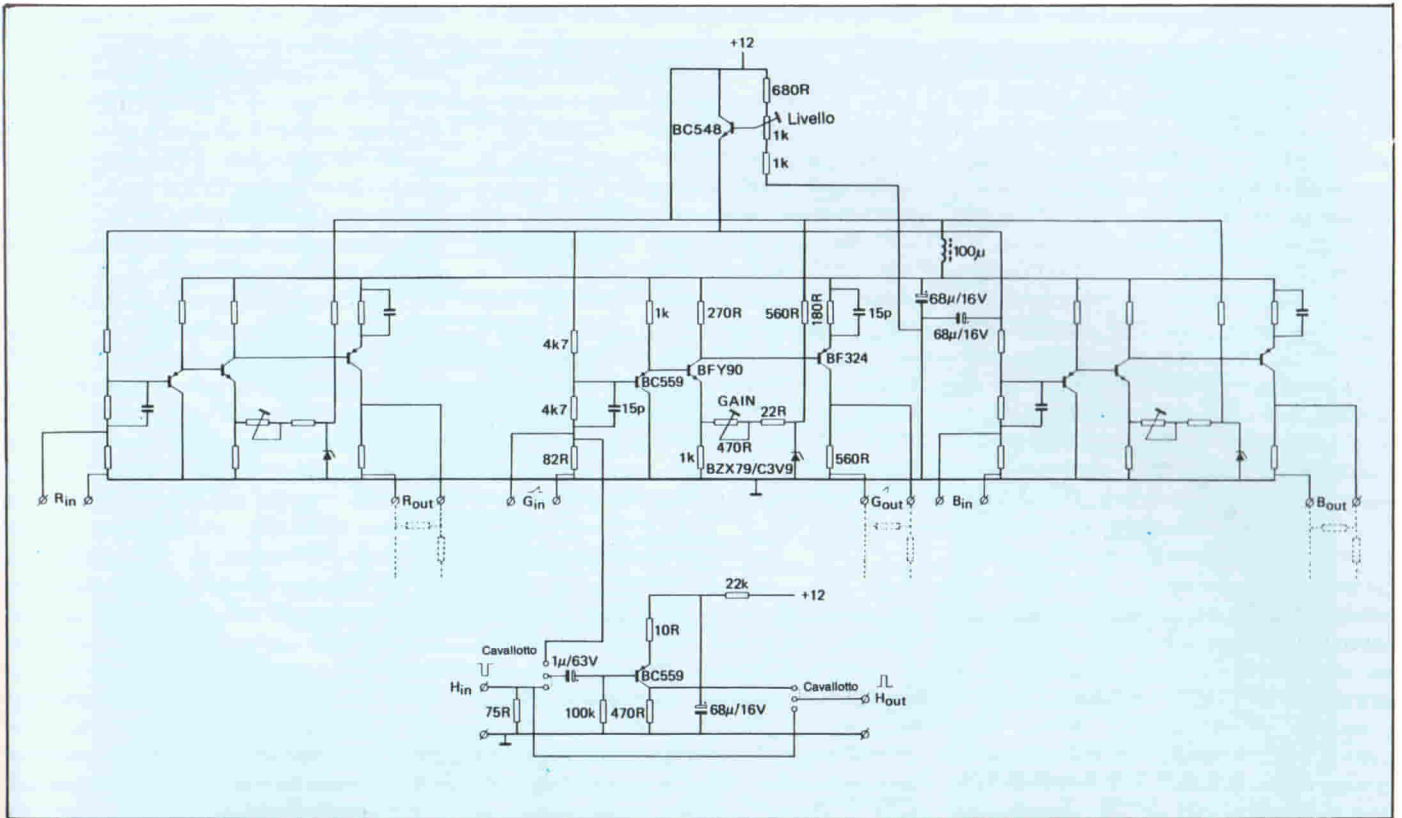 +12
680R
BC548
Livello
1k
1k
100µ
68µ/16V
68µ/16V
1k
270R
560R
180R
15p
4k7
BC559
BFY90
BF324
4k7
15p
GAIN
22R
470R
82R
1k
BZX79/C3V9
560R
Rin
Rout
Gin
Gout
Bin
Bout
22k
+12
10R
Cavallotto
1µ/63V
BC559
Cavallotto
Hin
Hout
75R
100k
470R
68µ/16V